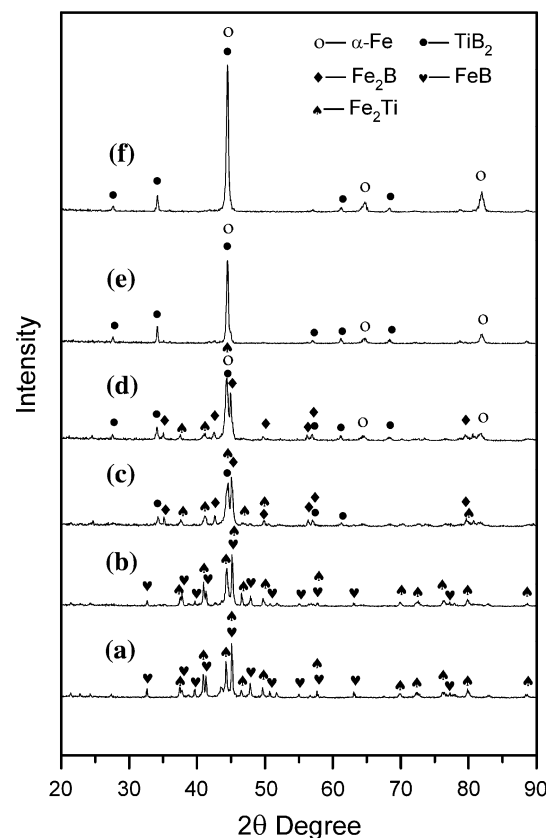 o— α-Fe ●— TiB₂
♦— Fe₂B ♥— FeB
♠— Fe₂Ti
(f)
(e)
(d)
(c)
(b)
(a)
Intensity
20 30 40 50 60 70 80 90
2θ Degree